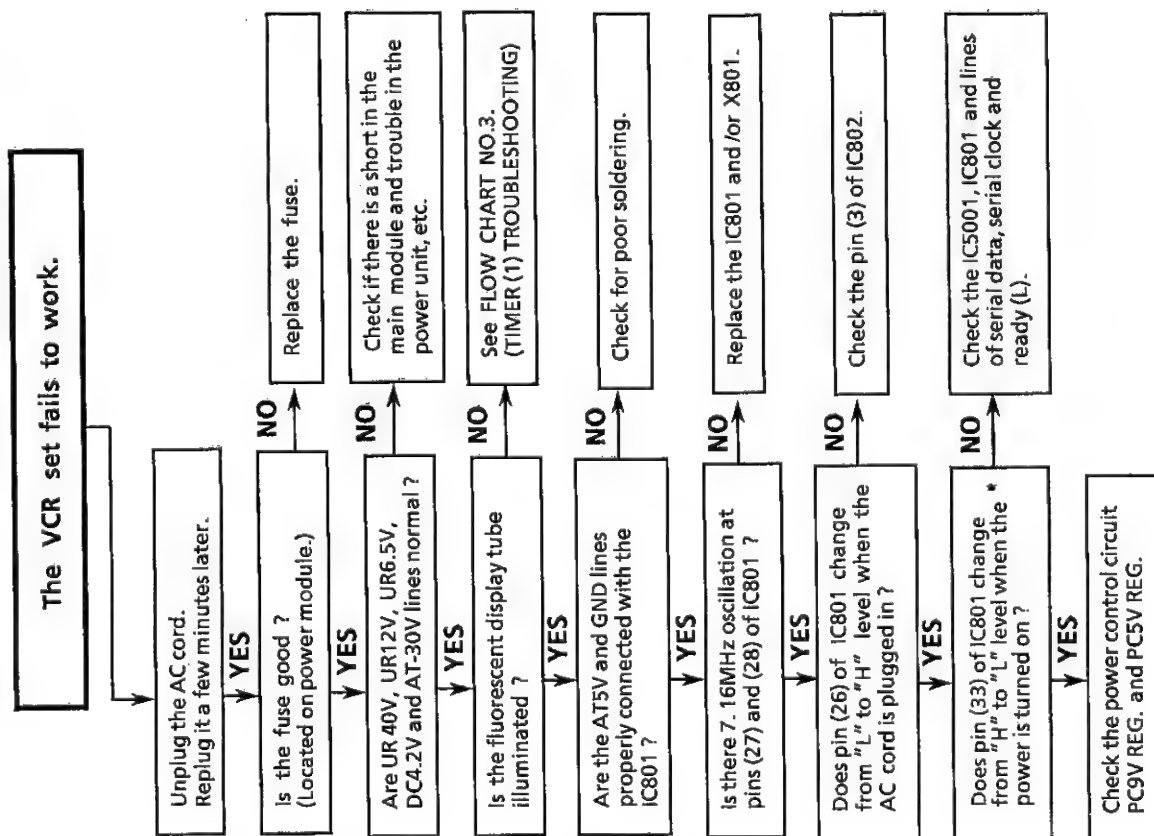 The VCR set fails to work.
Unplug the AC cord.
Replug it a few minutes later.
YES
Is the fuse good ?
(Located on power module.)
NO
Replace the fuse.
YES
Are UR 40V, UR12V, UR6.5V,
DC4.2V and AT-30V lines normal ?
NO
Check if there is a short in the
main module and trouble in the
power unit, etc.
YES
Is the fluorescent display tube
illuminated ?
NO
See FLOW CHART NO.3.
(TIMER (1) TROUBLESHOOTING)
YES
Are the AT5V and GND lines
properly connected with the
IC801 ?
NO
Check for poor soldering.
YES
Is there 7.16MHz oscillation at
pins (27) and (28) of IC801 ?
NO
Replace the IC801 and /or X801.
YES
Does pin (26) of IC801 change
from "L" to "H" level when the
AC cord is plugged in ?
NO
Check the pin (3) of IC802.
YES
Does pin (33) of IC801 change
from "H" to "L" level when the *
power is turned on ?
NO
Check the IC5001, IC801 and lines
of serial data, serial clock and
ready (L).
YES
Check the power control circuit
PC9V REG. and PC5V REG.